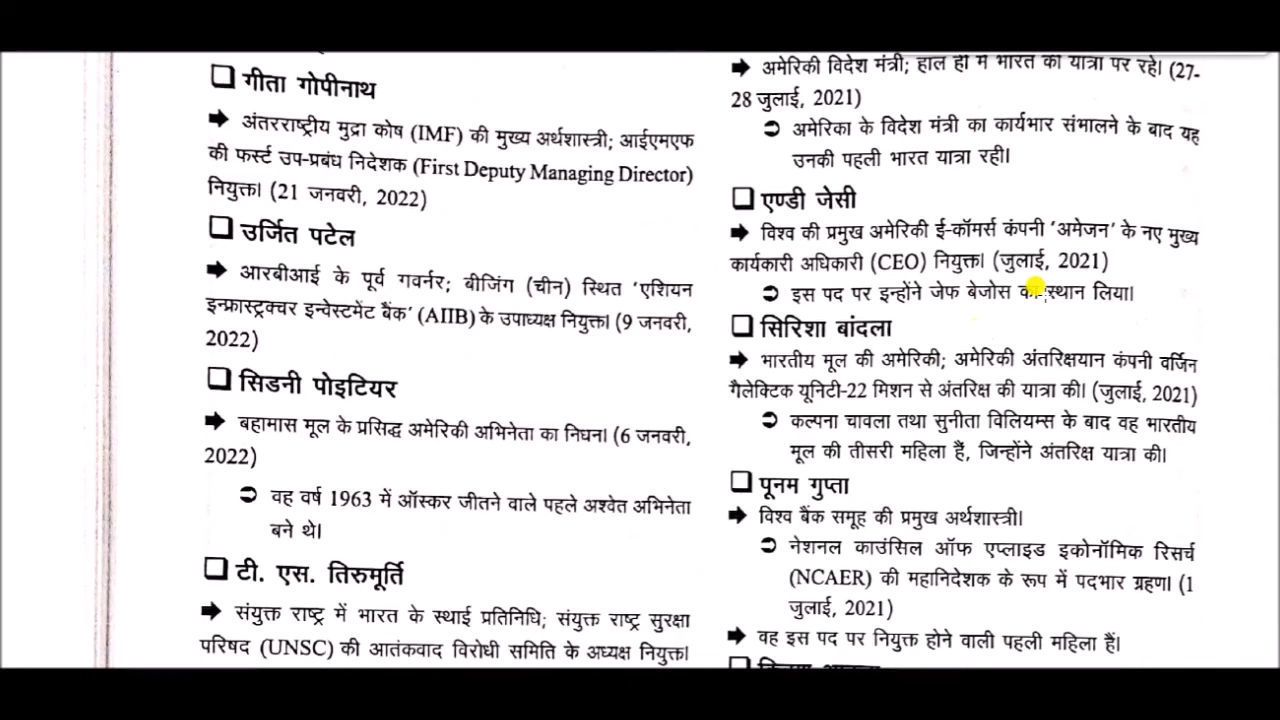 गीता गोपीनाथ
अंतरराष्ट्रीय मुद्रा कोष (IMF) की मुख्य अर्थशास्त्री; आईएमएफ
की फर्स्ट उप-प्रबंध निदेशक (First Deputy Managing Director)
नियुक्त। (21 जनवरी, 2022)
उर्जित पटेल
आरबीआई के पूर्व गवर्नर; बीजिंग (चीन) स्थित 'एशियन
इन्फ्रास्ट्रक्चर इन्वेस्टमेंट बैंक' (AIIB) के उपाध्यक्ष नियुक्त। (9 जनवरी,
2022)
सिडनी पोइटियर
बहामास मूल के प्रसिद्ध अमेरिकी अभिनेता का निधन। (6 जनवरी,
2022)
वह वर्ष 1963 में ऑस्कर जीतने वाले पहले अश्वेत अभिनेता
बने थे।
टी. एस. तिरुमूर्ति
संयुक्त राष्ट्र में भारत के स्थाई प्रतिनिधि; संयुक्त राष्ट्र सुरक्षा
परिषद (UNSC) की आतंकवाद विरोधी समिति के अध्यक्ष नियुक्त।
अमेरिकी विदेश मंत्री; हाल ही में भारत की यात्रा पर रहे। (27-
28 जुलाई, 2021)
अमेरिका के विदेश मंत्री का कार्यभार संभालने के बाद यह
उनकी पहली भारत यात्रा रही।
एण्डी जेसी
विश्व की प्रमुख अमेरिकी ई-कॉमर्स कंपनी 'अमेजन' के नए मुख्य
कार्यकारी अधिकारी (CEO) नियुक्त। (जुलाई, 2021)
इस पद पर इन्होंने जेफ बेजोस का स्थान लिया।
सिरिशा बांदला
भारतीय मूल की अमेरिकी; अमेरिकी अंतरिक्षयान कंपनी वर्जिन
गैलेक्टिक यूनिटी-22 मिशन से अंतरिक्ष की यात्रा की। (जुलाई, 2021)
कल्पना चावला तथा सुनीता विलियम्स के बाद वह भारतीय
मूल की तीसरी महिला हैं, जिन्होंने अंतरिक्ष यात्रा की।
पूनम गुप्ता
विश्व बैंक समूह की प्रमुख अर्थशास्त्री।
नेशनल काउंसिल ऑफ एप्लाइड इकोनॉमिक रिसर्च
(NCAER) की महानिदेशक के रूप में पदभार ग्रहण। (1
जुलाई, 2021)
वह इस पद पर नियुक्त होने वाली पहली महिला हैं।